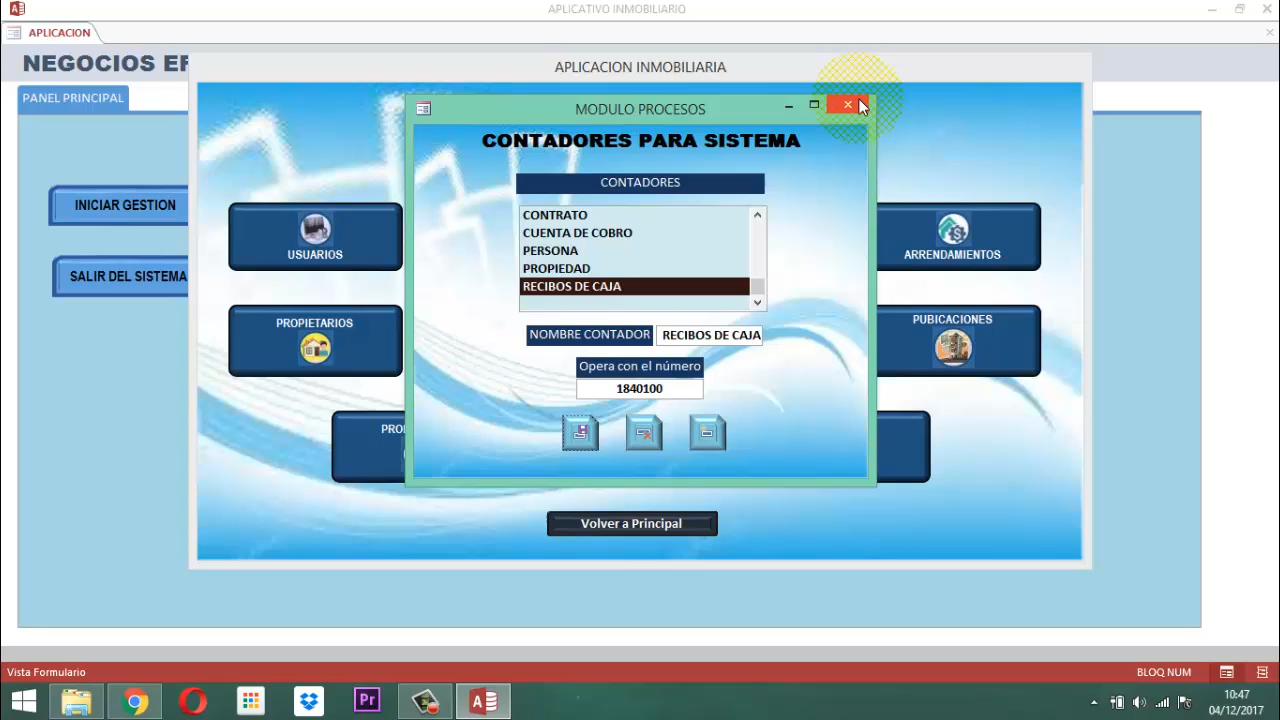 APLICATIVO INMOBILIARIO
APLICACION
NEGOCIOS EF
PANEL PRINCIPAL
APLICACION INMOBILIARIA
MODULO PROCESOS
CONTADORES PARA SISTEMA
CONTADORES
CONTRATO
CUENTA DE COBRO
PERSONA
PROPIEDAD
RECIBOS DE CAJA
NOMBRE CONTADOR RECIBOS DE CAJA
Opera con el número
1840100
INICIAR GESTION
SALIR DEL SISTEMA
USUARIOS
ARRENDAMIENTOS
PROPIETARIOS
PUBICACIONES
PRO
Volver a Principal
Vista Formulario
BLOQ NUM
Pr
A
10:47
04/12/2017